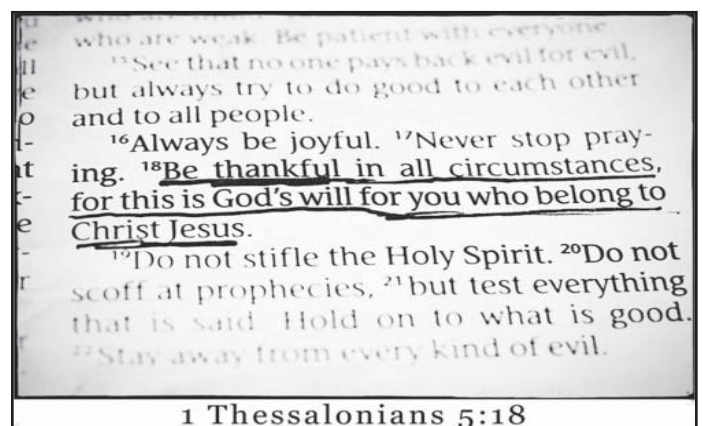 who are weak. Be patient with everyone.
¹⁵See that no one pays back evil for evil,
but always try to do good to each other
and to all people.
¹⁶Always be joyful. ¹⁷Never stop pray-
ing. ¹⁸Be thankful in all circumstances,
for this is God's will for you who belong to
Christ Jesus.
¹⁹Do not stifle the Holy Spirit. ²⁰Do not
scoff at prophecies, ²¹but test everything
that is said. Hold on to what is good.
²²Stay away from every kind of evil.
1 Thessalonians 5:18